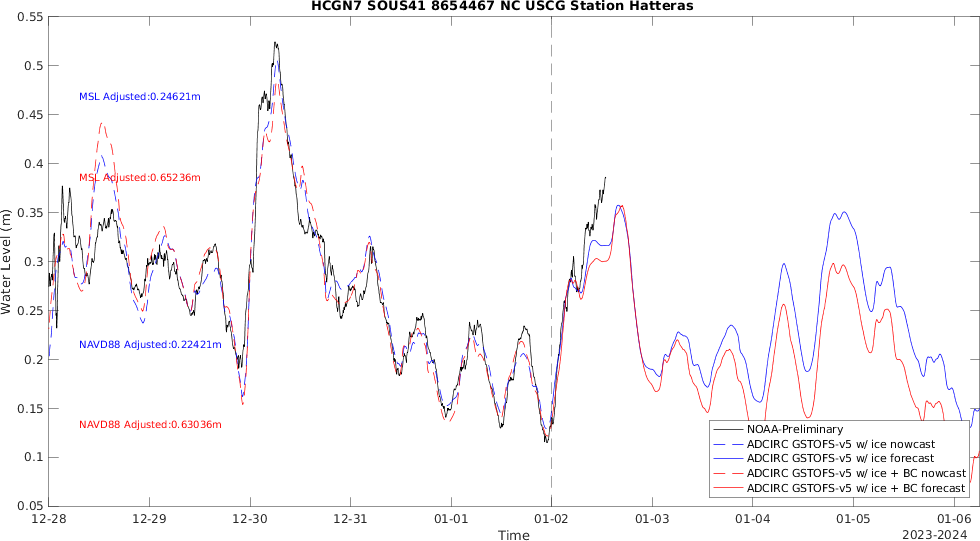 HCGN7 SOUS41 8654467 NC USCG Station Hatteras
0.55
0.5
0.45
0.4
0.35
0.3
0.25
0.2
0.15
0.1
0.05
Water Level (m)
MSL Adjusted:0.24621m
MSL Adjusted:0.65236m
NAVD88 Adjusted:0.22421m
NAVD88 Adjusted:0.63036m
NOAA-Preliminary
ADCIRC GSTOFS-v5 w/ ice nowcast
ADCIRC GSTOFS-v5 w/ ice forecast
ADCIRC GSTOFS-v5 w/ ice + BC nowcast
ADCIRC GSTOFS-v5 w/ ice + BC forecast
12-28 12-29 12-30 12-31 01-01 01-02 01-03 01-04 01-05 01-06
Time
2023-2024